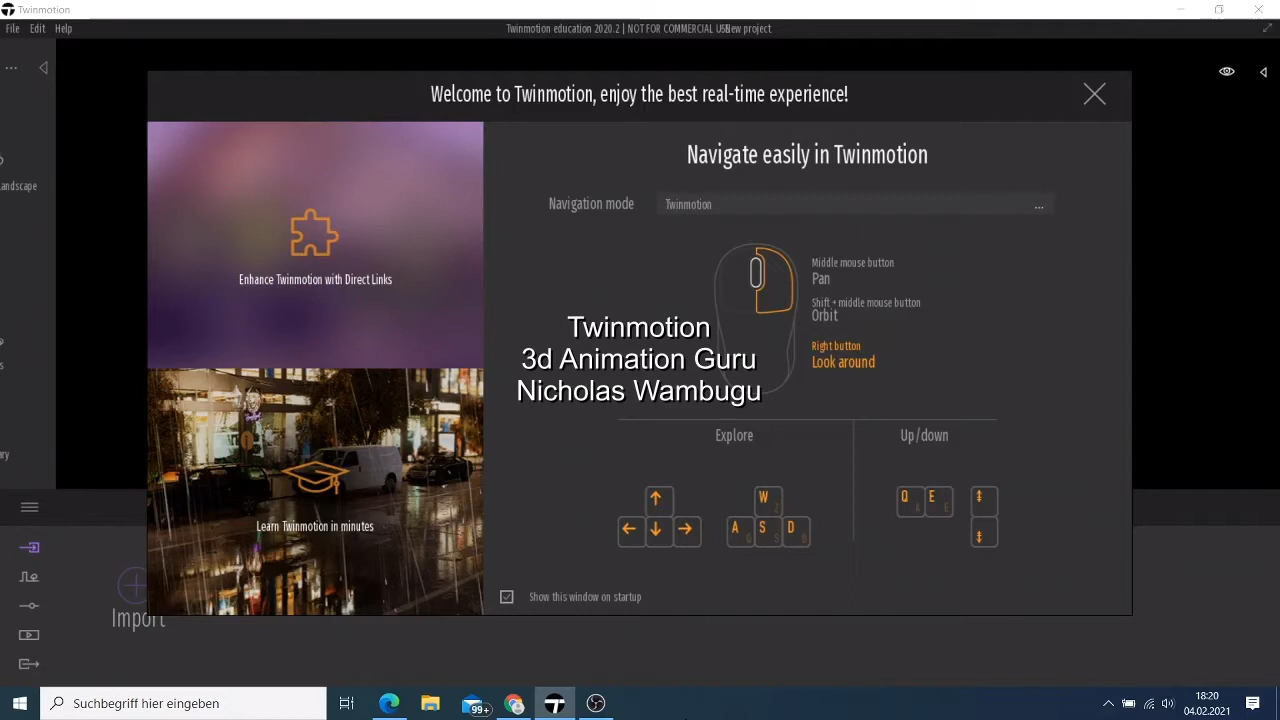 Twinmotion
File Edit Help
Twinmotion education 2020.2 | NOT FOR COMMERCIAL USE
New project
Welcome to Twinmotion, enjoy the best real-time experience!
Enhance Twinmotion with Direct Links
Learn Twinmotion in minutes
Navigate easily in Twinmotion
Navigation mode
Twinmotion ...
Middle mouse button
Pan
Shift + middle mouse button
Orbit
Right button
Look around
Twinmotion
3d Animation Guru
Nicholas Wambugu
Explore
Up/down
W
Z
A
S
D
Q
E
Show this window on startup
Import
Suchbegriff hier eingeben
99+
18:20
04.02.2021